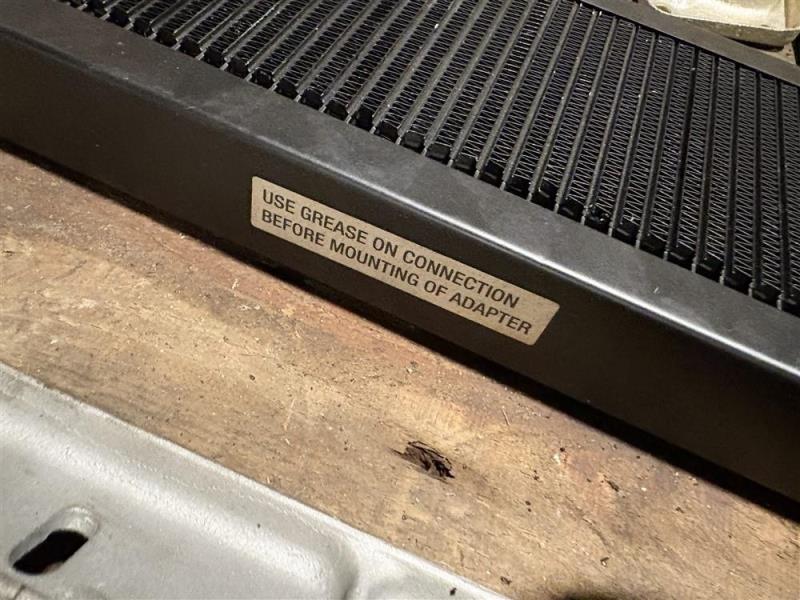 USE GREASE ON CONNECTION
BEFORE MOUNTING OF ADAPTER